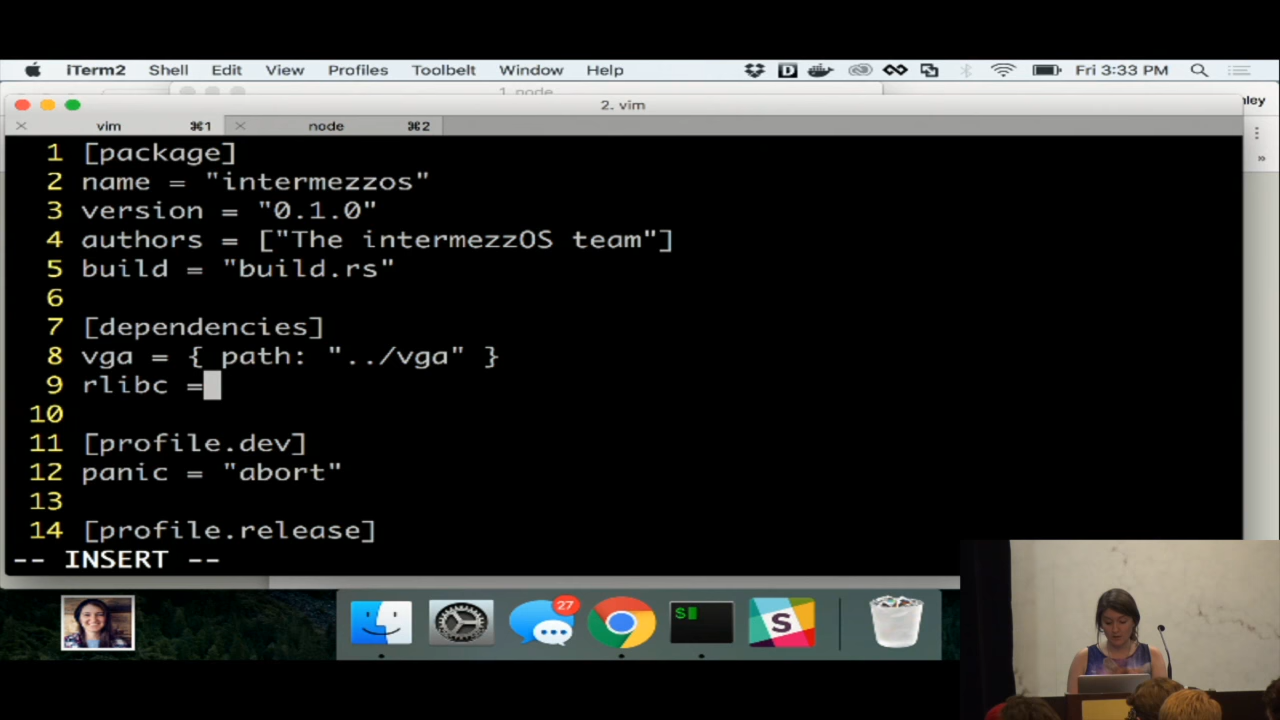 iTerm2 Shell Edit View Profiles Toolbelt Window Help Fri 3:33 PM
1. node
2. vim
ley
vim ⌘1 node ⌘2
1 [package]
2 name = "intermezzos"
3 version = "0.1.0"
4 authors = ["The intermezzOS team"]
5 build = "build.rs"
6
7 [dependencies]
8 vga = { path: "../vga" }
9 rlibc =
10
11 [profile.dev]
12 panic = "abort"
13
14 [profile.release]
-- INSERT --
27
S
S